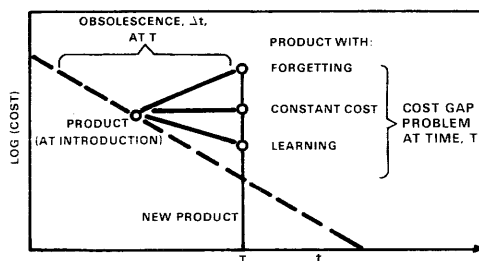 OBSOLESCENCE, Δt,
AT T
PRODUCT WITH:
FORGETTING
CONSTANT COST
LEARNING
COST GAP
PROBLEM
AT TIME, T
PRODUCT
(AT INTRODUCTION)
LOG (COST)
NEW PRODUCT
T
t